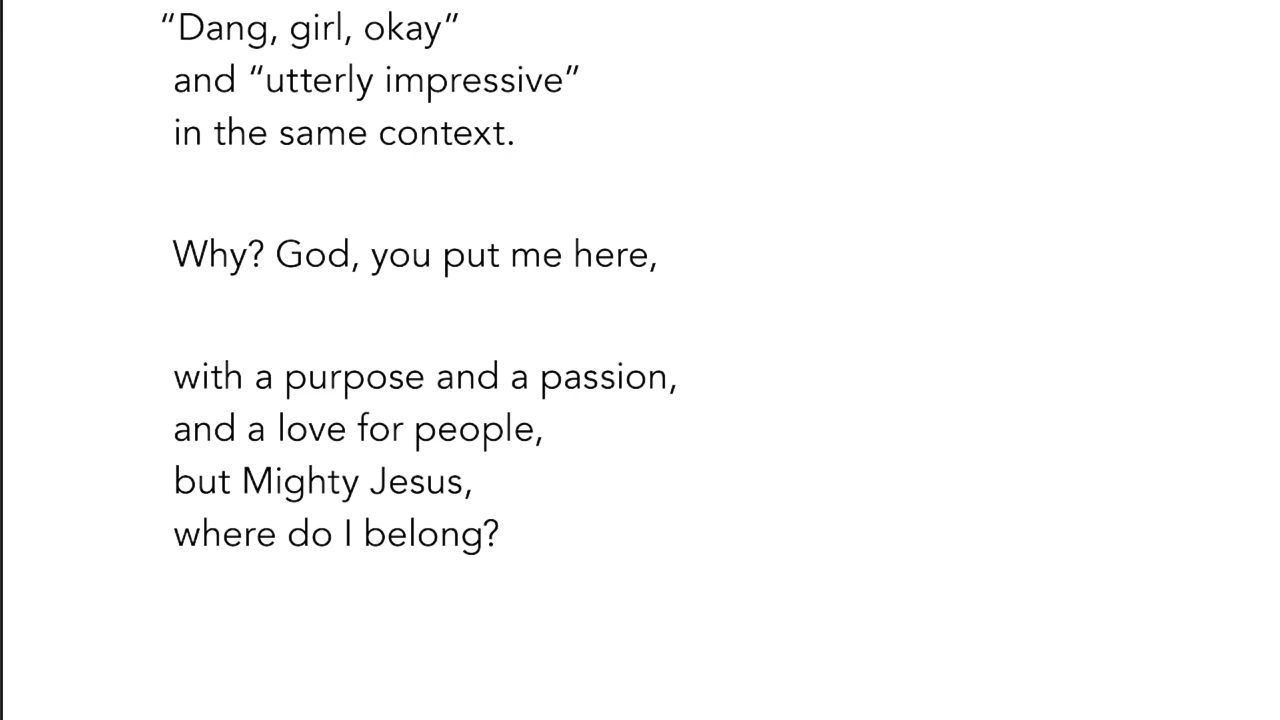 "Dang, girl, okay"
and "utterly impressive"
in the same context.
Why? God, you put me here,
with a purpose and a passion,
and a love for people,
but Mighty Jesus,
where do I belong?